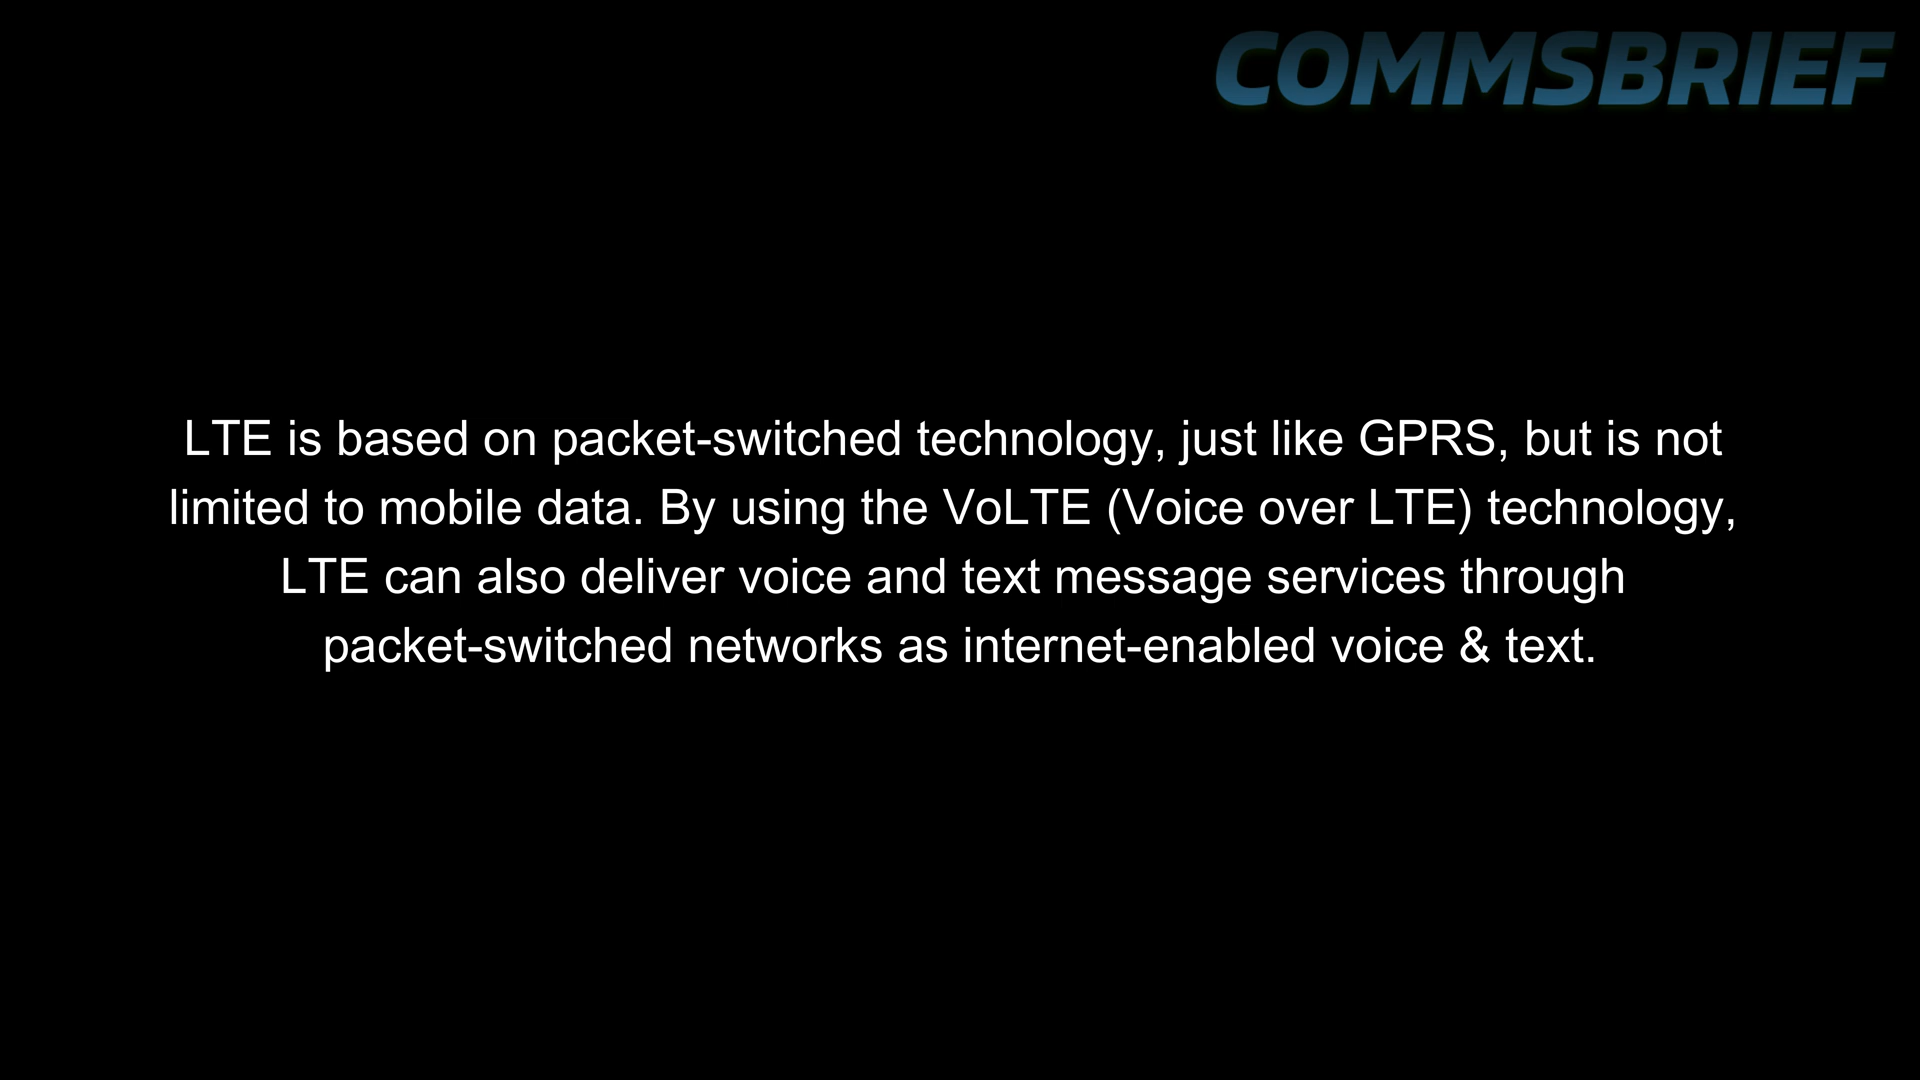 COMMSBRIEF
LTE is based on packet-switched technology, just like GPRS, but is not
limited to mobile data. By using the VoLTE (Voice over LTE) technology,
LTE can also deliver voice and text message services through
packet-switched networks as internet-enabled voice & text.